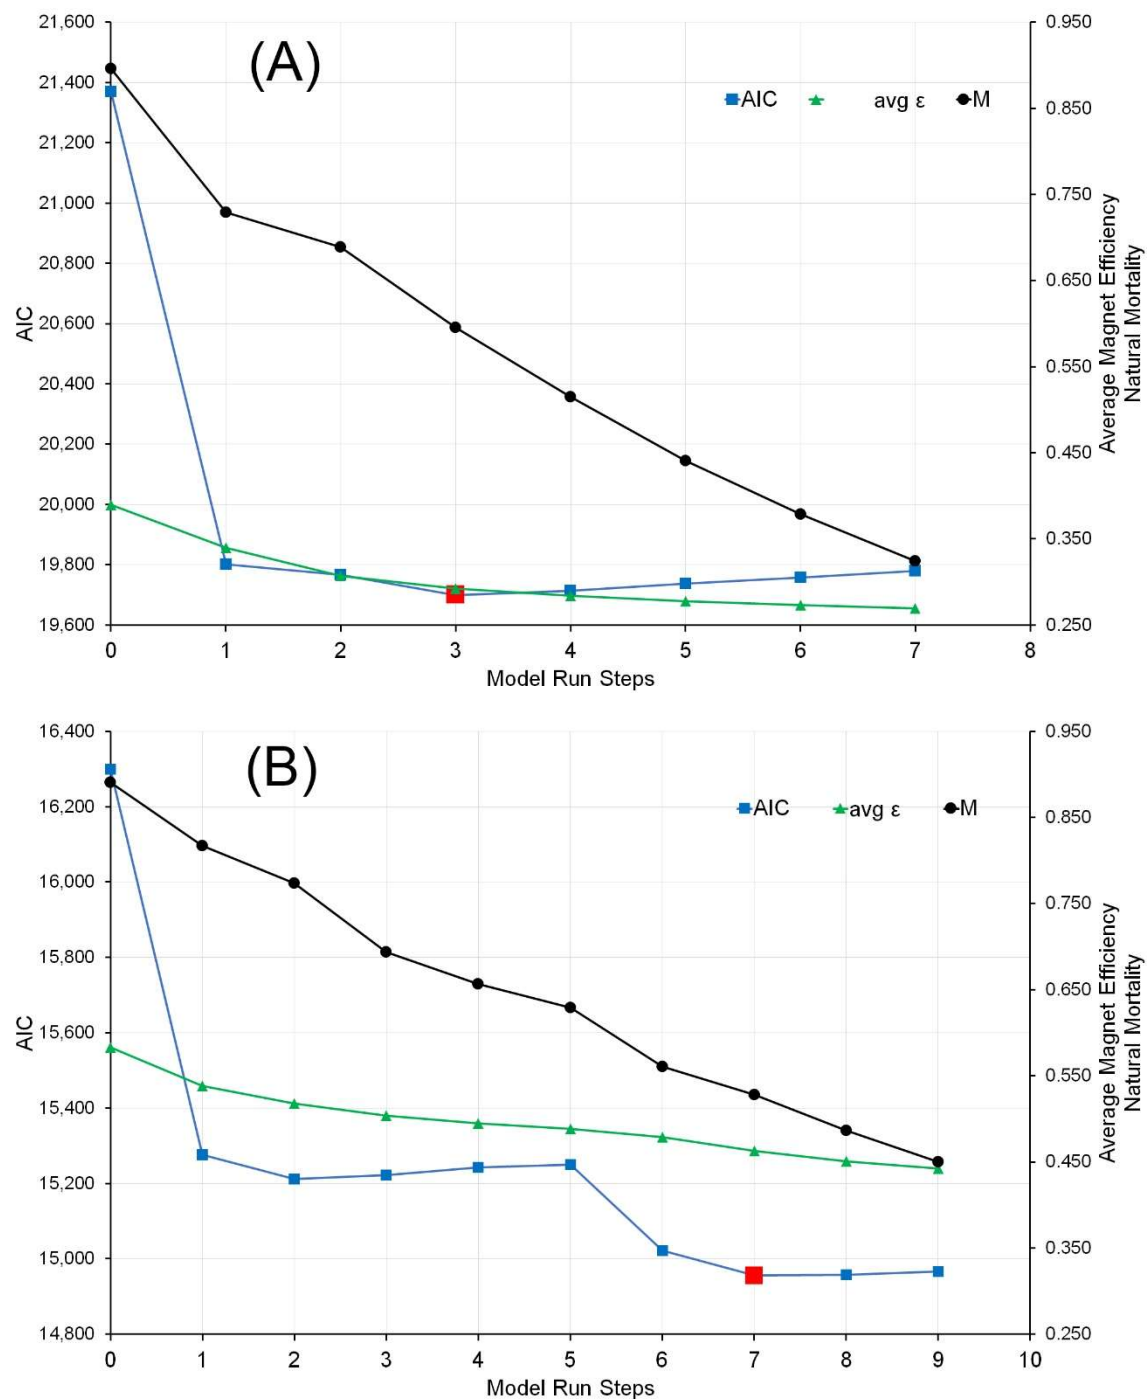 (A)
AIC avg ε M
21,600
21,400
21,200
21,000
20,800
20,600
20,400
20,200
20,000
19,800
19,600
AIC
0.950
0.850
0.750
0.650
0.550
0.450
0.350
0.250
Average Magnet Efficiency
Natural Mortality
0 1 2 3 4 5 6 7 8
Model Run Steps
(B)
AIC avg ε M
16,400
16,200
16,000
15,800
15,600
15,400
15,200
15,000
14,800
AIC
0.950
0.850
0.750
0.650
0.550
0.450
0.350
0.250
Average Magnet Efficiency
Natural Mortality
0 1 2 3 4 5 6 7 8 9 10
Model Run Steps